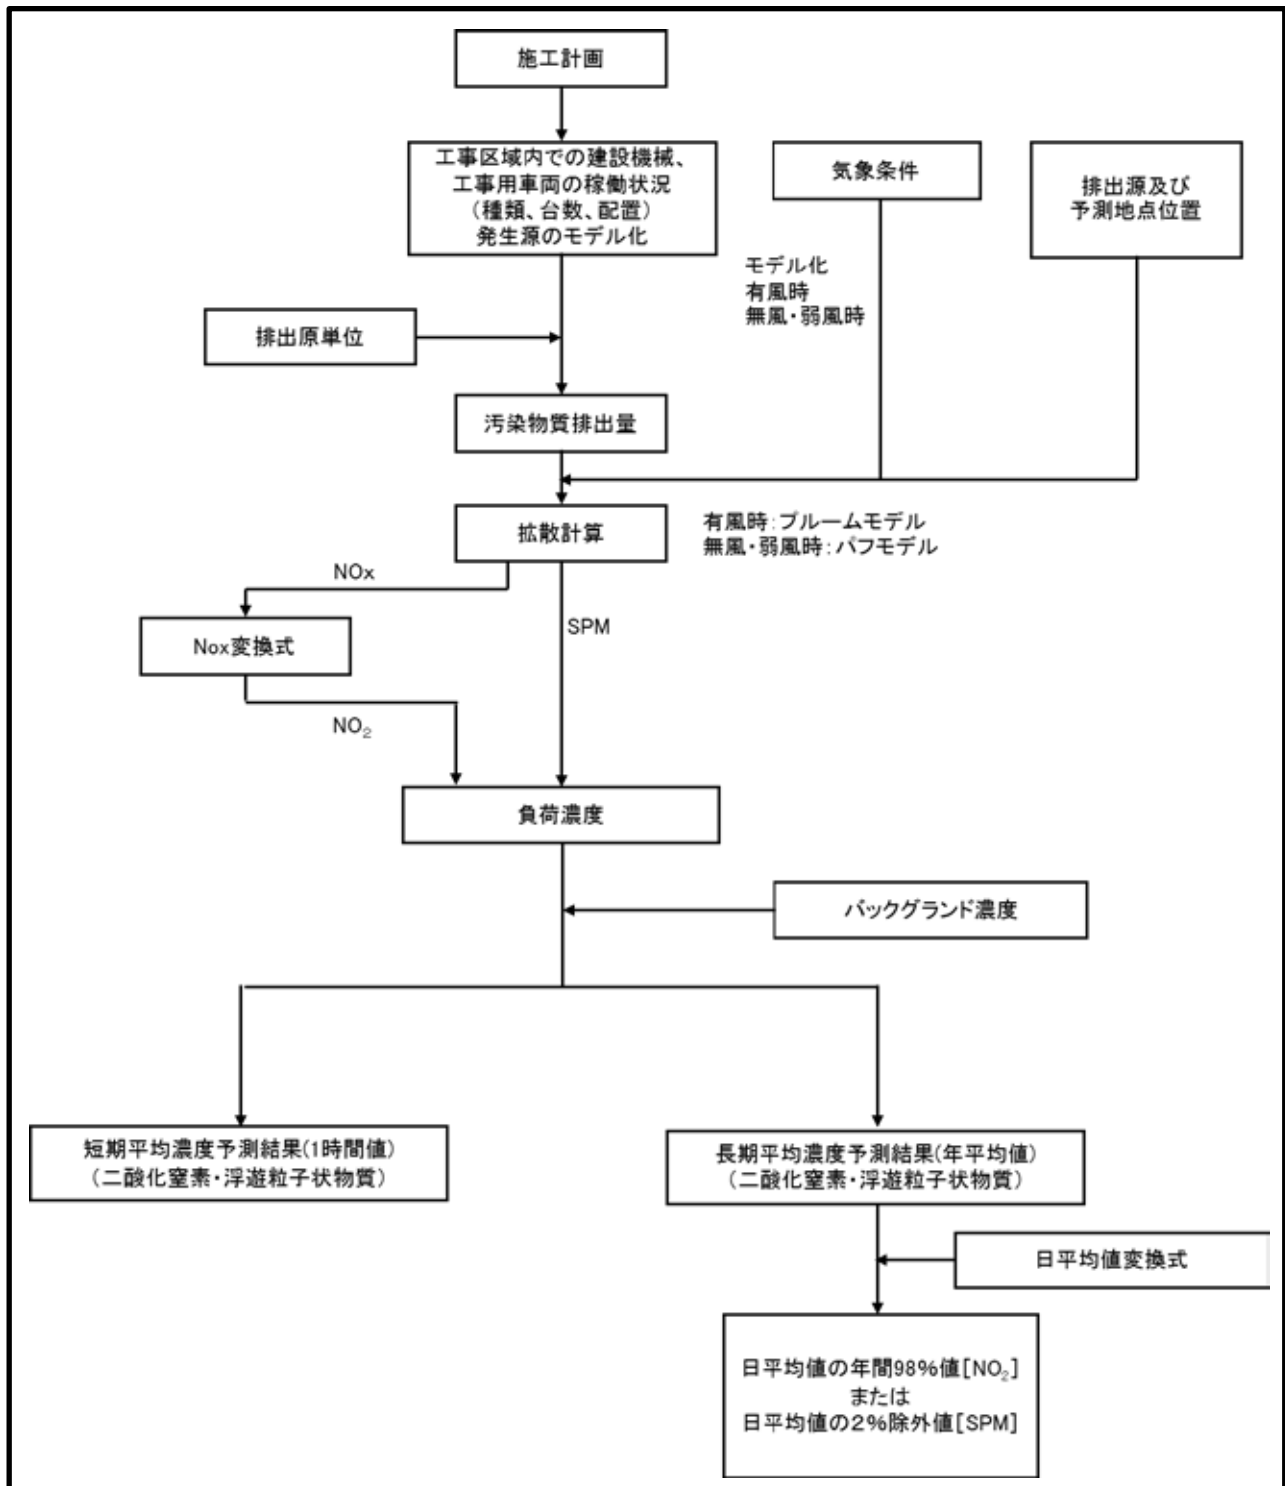 施工計画
工事区域内での建設機械、
工事用車両の稼働状況
（種類、台数、配置）
発生源のモデル化
気象条件
排出源及び
予測地点位置
モデル化
有風時
無風・弱風時
排出原単位
汚染物質排出量
拡散計算
有風時：プルームモデル
無風・弱風時：パフモデル
NOx
Nox変換式
SPM
NO₂
負荷濃度
バックグランド濃度
短期平均濃度予測結果(1時間値)
（二酸化窒素・浮遊粒子状物質）
長期平均濃度予測結果(年平均値)
（二酸化窒素・浮遊粒子状物質）
日平均値変換式
日平均値の年間98%値[NO₂]
または
日平均値の２%除外値[SPM]